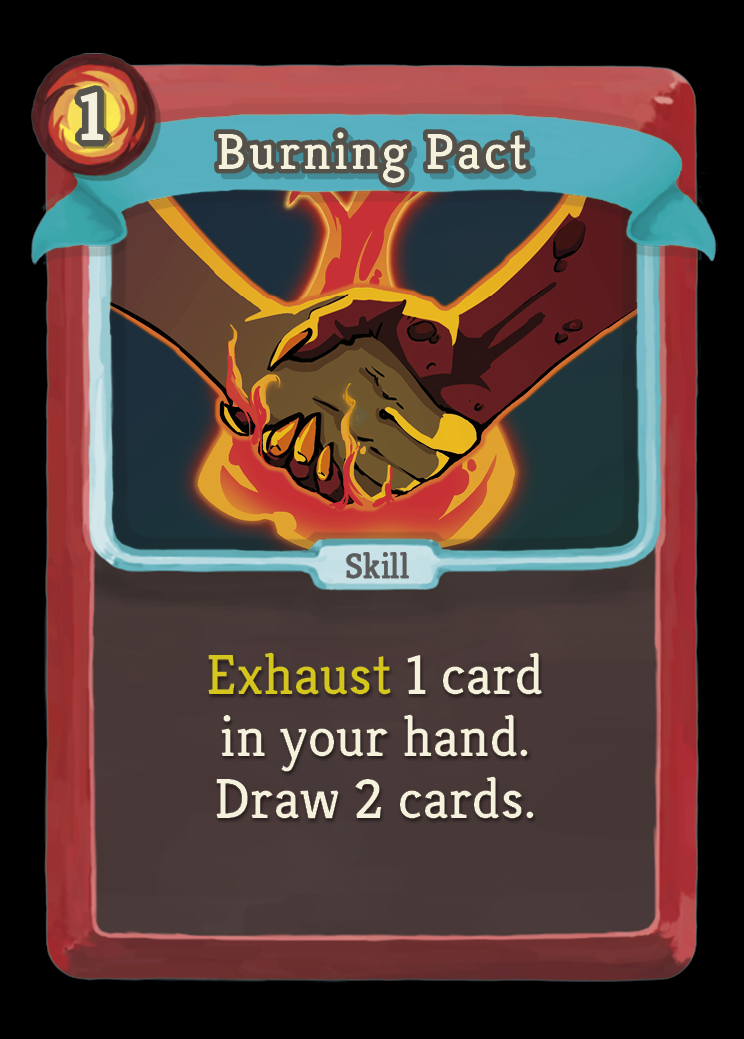 1
Burning Pact
Skill
Exhaust 1 card
in your hand.
Draw 2 cards.